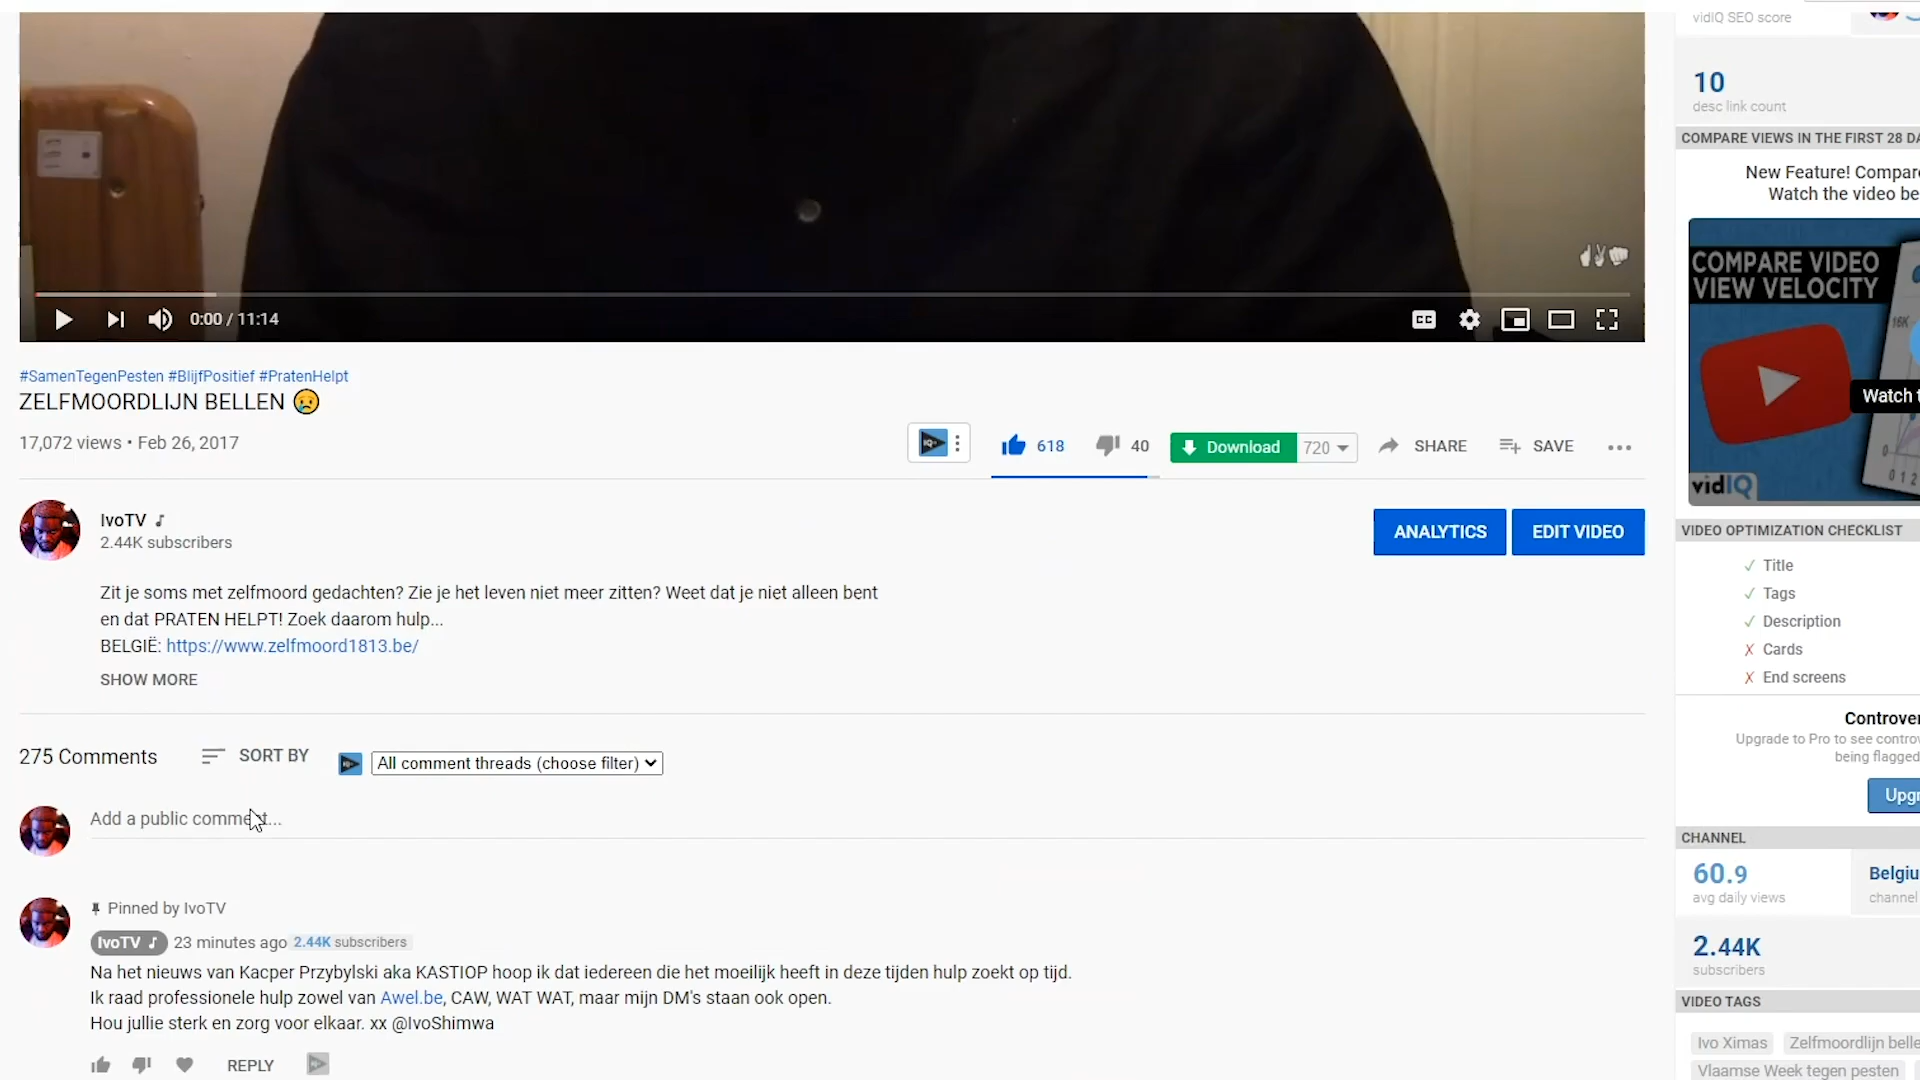 vidIQ SEO score
10
desc link count
COMPARE VIEWS IN THE FIRST 28
New Feature!
Watch the video
COMPARE VIDEO
VIEW VELOCITY
16K
Watch
0 1 2
vidIQ
CC
0:00 / 11:14
#SamenTegenPesten #BlijfPositief #PratenHelpt
ZELFMOORDLIJN BELLEN 😥
17,072 views • Feb 26, 2017
618
40
Download
720
SHARE
SAVE
IvoTV ♪
2.44K subscribers
ANALYTICS
EDIT VIDEO
Zit je soms met zelfmoord gedachten? Zie je het leven niet meer zitten? Weet dat je niet alleen bent
en dat PRATEN HELPT! Zoek daarom hulp...
BELGIË: https://www.zelfmoord1813.be/
SHOW MORE
VIDEO OPTIMIZATION CHECKLIST
✓ Title
✓ Tags
✓ Description
✗ Cards
✗ End screens
Upgrade to Pro to see
being flagged
275 Comments
SORT BY
All comment threads (choose filter)
Add a public comment...
CHANNEL
60.9
avg daily views
channel
2.44K
subscribers
VIDEO TAGS
Ivo Ximas
Zelfmoordlijn
Vlaamse Week tegen pesten
Pinned by IvoTV
IvoTV ♪ 23 minutes ago 2.44K subscribers
Na het nieuws van Kacper Przybylski aka KASTIOP hoop ik dat iedereen die het moeilijk heeft in deze tijden hulp zoekt op tijd.
Ik raad professionele hulp zowel van Awel.be, CAW, WAT WAT, maar mijn DM's staan ook open.
Hou jullie sterk en zorg voor elkaar. xx @IvoShimwa
REPLY